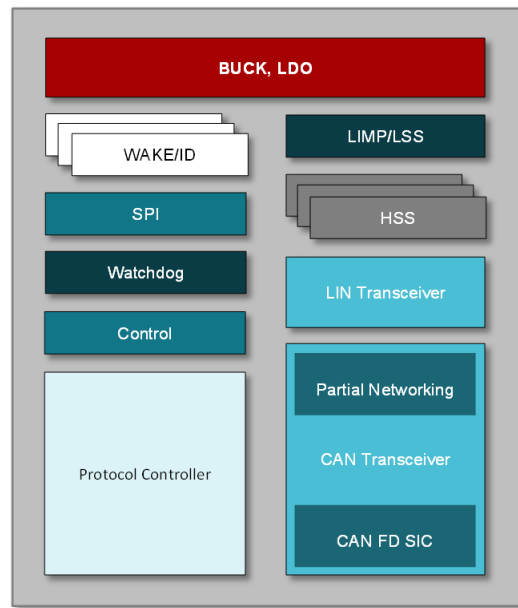 BUCK, LDO
WAKE/ID
LIMP/LSS
SPI
HSS
Watchdog
LIN Transceiver
Control
Partial Networking
Protocol Controller
CAN Transceiver
CAN FD SIC